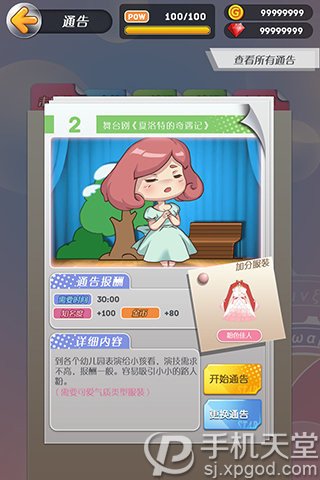 通告
POW
100/100
G 99999999
99999999
查看所有通告
2 舞台剧《夏洛特的奇遇记》
通告报酬
需要时间 30:00
知名度 +100 金币 +80
加分服装
粉色佳人
详细内容
到各个幼儿园表演给小孩看，演技需求
不高，报酬一般。容易吸引小小的路人
粉。
(需要可爱气质类型服装)
开始通告
更换通告
手机天堂
sj.xpgod.com